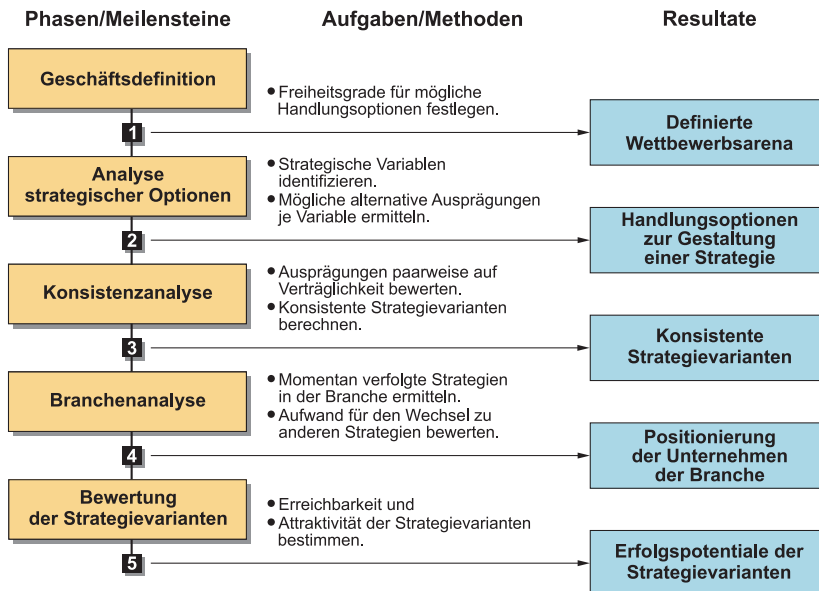 Phasen/Meilensteine
Aufgaben/Methoden
Resultate
Geschäftsdefinition
• Freiheitsgrade für mögliche
Handlungsoptionen festlegen.
1
Definierte
Wettbewerbsarena
Analyse
strategischer Optionen
• Strategische Variablen
identifizieren.
• Mögliche alternative Ausprägungen
je Variable ermitteln.
2
Handlungsoptionen
zur Gestaltung
einer Strategie
Konsistenzanalyse
• Ausprägungen paarweise auf
Verträglichkeit bewerten.
• Konsistente Strategievarianten
berechnen.
3
Konsistente
Strategievarianten
Branchenanalyse
• Momentan verfolgte Strategien
in der Branche ermitteln.
• Aufwand für den Wechsel zu
anderen Strategien bewerten.
4
Positionierung
der Unternehmen
der Branche
Bewertung
der Strategievarianten
• Erreichbarkeit und
• Attraktivität der Strategievarianten
bestimmen.
5
Erfolgspotentiale der
Strategievarianten